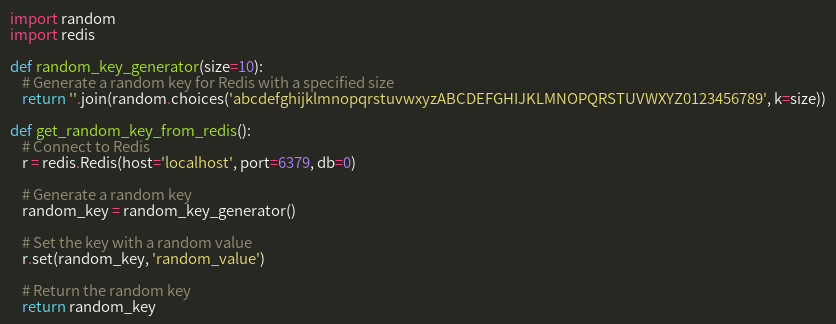 import random
import redis

def random_key_generator(size=10):
    # Generate a random key for Redis with a specified size
    return ''.join(random.choices('abcdefghijklmnopqrstuvwxyzABCDEFGHIJKLMNOPQRSTUVWXYZ0123456789', k=size))

def get_random_key_from_redis():
    # Connect to Redis
    r = redis.Redis(host='localhost', port=6379, db=0)

    # Generate a random key
    random_key = random_key_generator()

    # Set the key with a random value
    r.set(random_key, 'random_value')

    # Return the random key
    return random_key